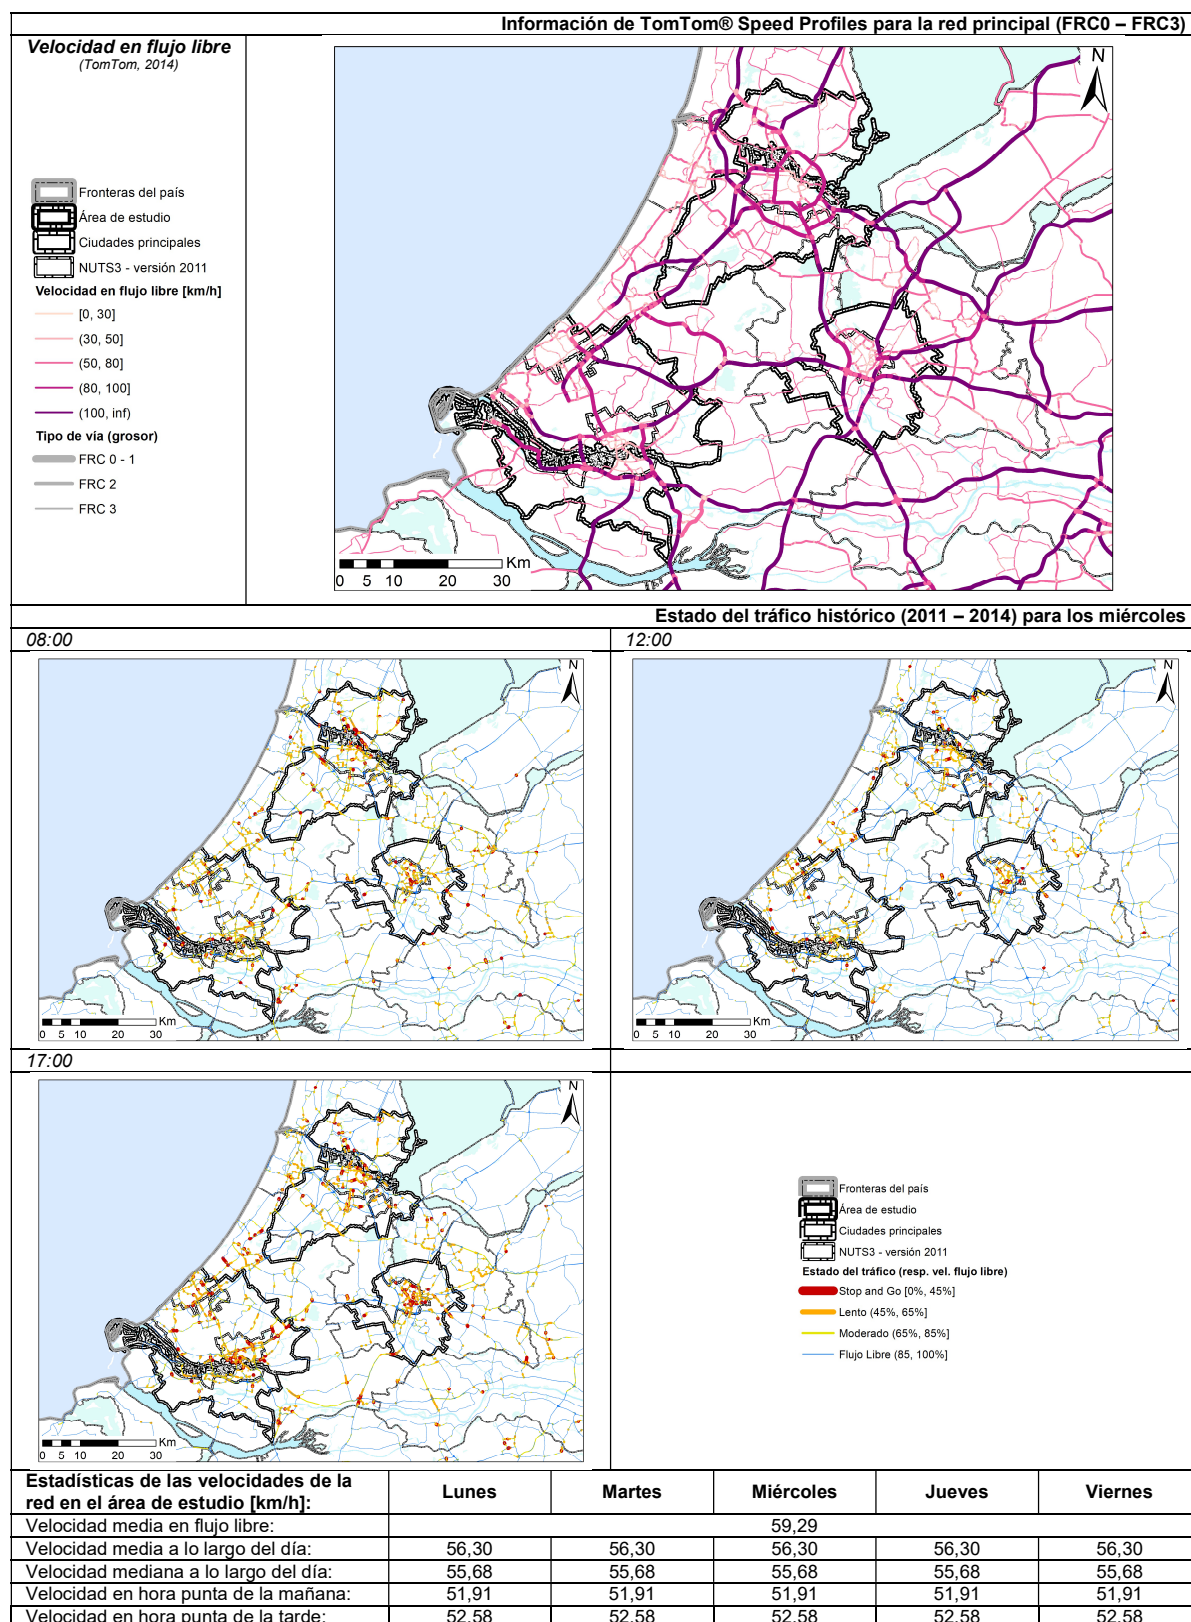 Información de TomTom® Speed Profiles para la red principal (FRC0 – FRC3)
Velocidad en flujo libre
(TomTom, 2014)
Fronteras del país
Área de estudio
Ciudades principales
NUTS3 - versión 2011
Velocidad en flujo libre [km/h]
[0, 30]
(30, 50]
(50, 80]
(80, 100]
(100, inf)
Tipo de vía (grosor)
FRC 0 - 1
FRC 2
FRC 3
N
Km
0 5 10 20 30
Estado del tráfico histórico (2011 – 2014) para los miércoles
08:00 12:00
N
Km
0 5 10 20 30
N
Km
0 5 10 20 30
17:00
N
Km
0 5 10 20 30
Fronteras del país
Área de estudio
Ciudades principales
NUTS3 - versión 2011
Estado del tráfico (resp. vel. flujo libre)
Stop and Go [0%, 45%]
Lento (45%, 65%]
Moderado (65%, 85%]
Flujo Libre (85, 100%]
Estadísticas de las velocidades de la
red en el área de estudio [km/h]: Lunes Martes Miércoles Jueves Viernes
Velocidad media en flujo libre: 59,29
Velocidad media a lo largo del día: 56,30 56,30 56,30 56,30 56,30
Velocidad mediana a lo largo del día: 55,68 55,68 55,68 55,68 55,68
Velocidad en hora punta de la mañana: 51,91 51,91 51,91 51,91 51,91
Velocidad en hora punta de la tarde: 52,58 52,58 52,58 52,58 52,58